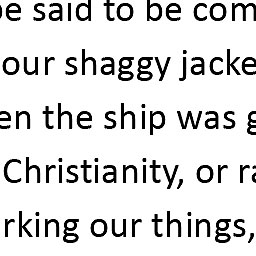 be said to be com
our shaggy jacke
en the ship was g
Christianity, or ra
rking our things,